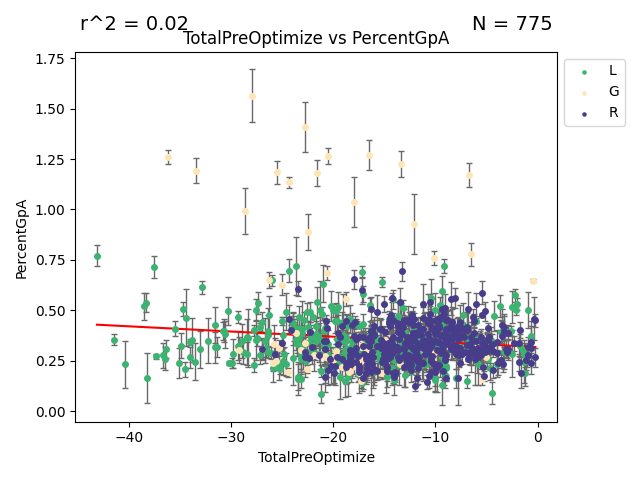 r^2 = 0.02
N = 775
TotalPreOptimize vs PercentGpA
1.75
1.50
1.25
1.00
0.75
0.50
0.25
0.00
PercentGpA
−40
−30
−20
−10
0
TotalPreOptimize
L
G
R